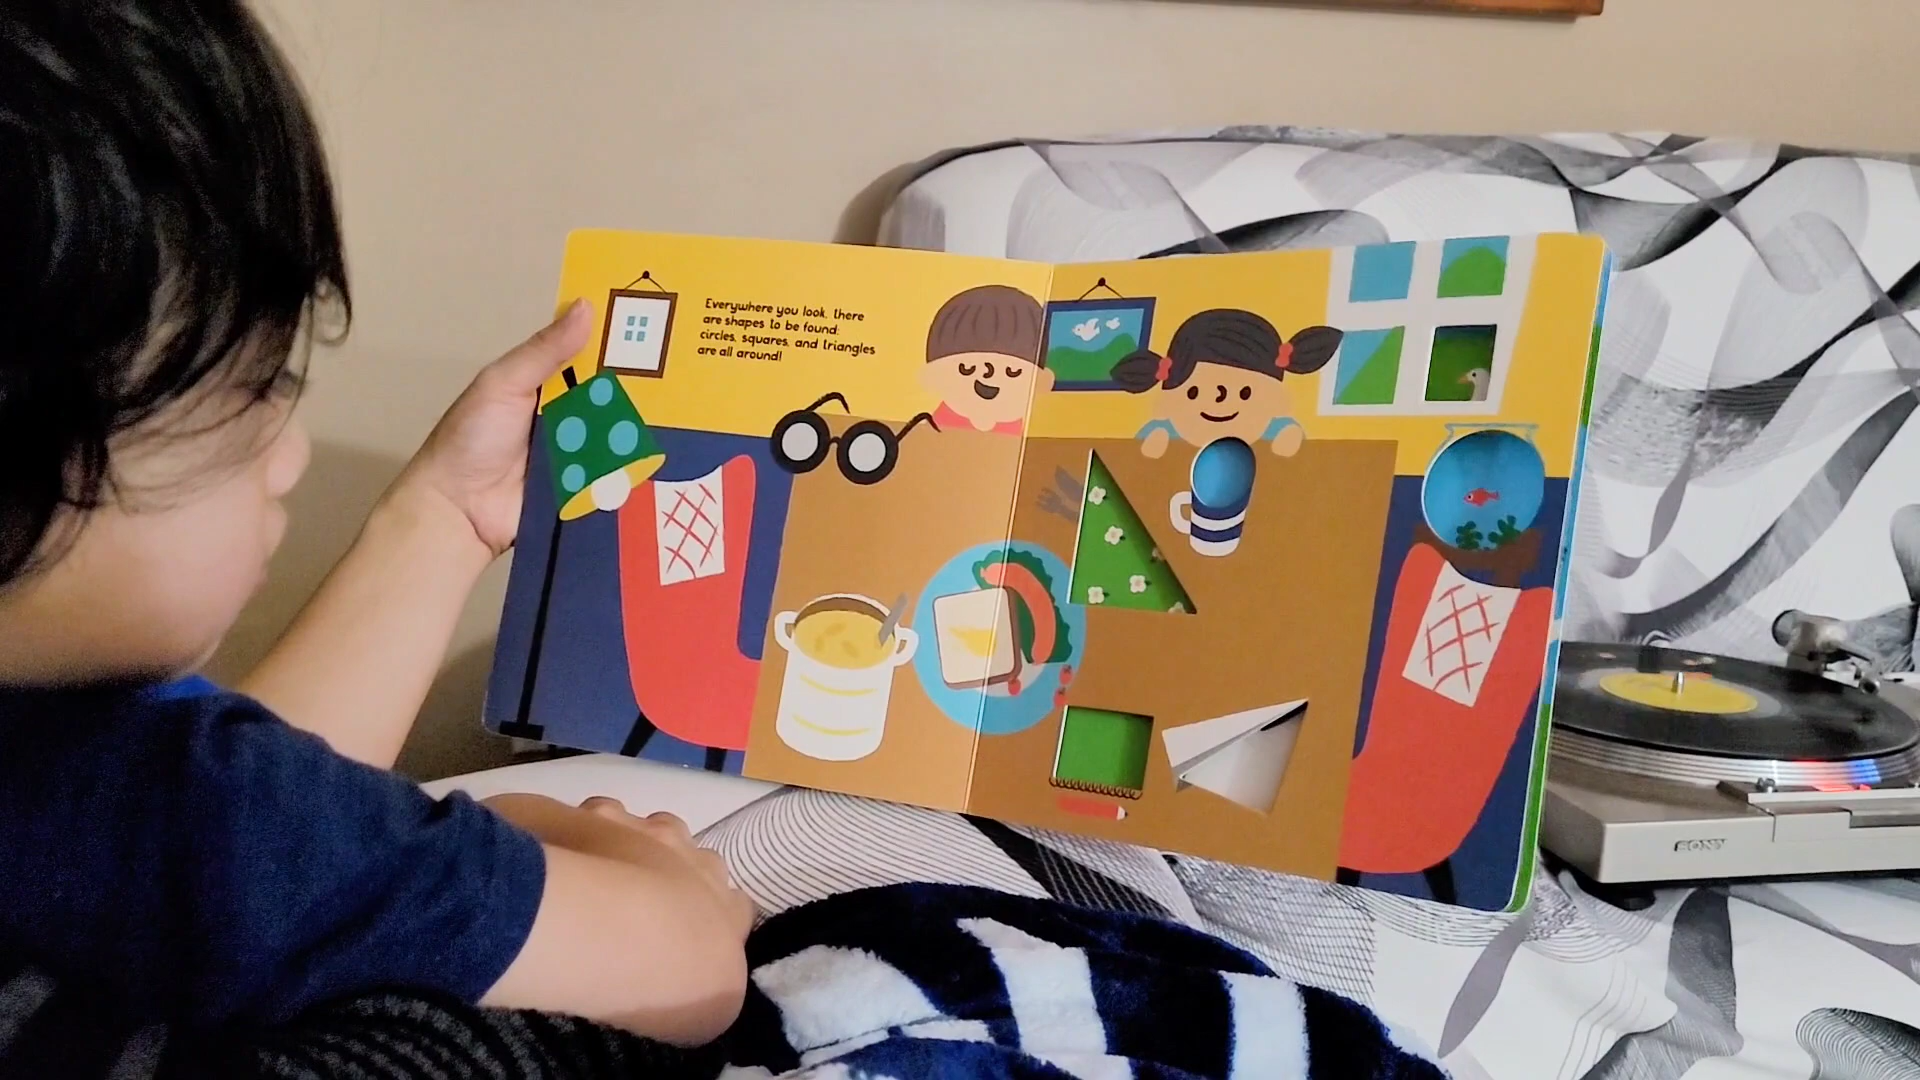 Everywhere you look, there
are shapes to be found:
circles, squares, and triangles
are all around!
SONY